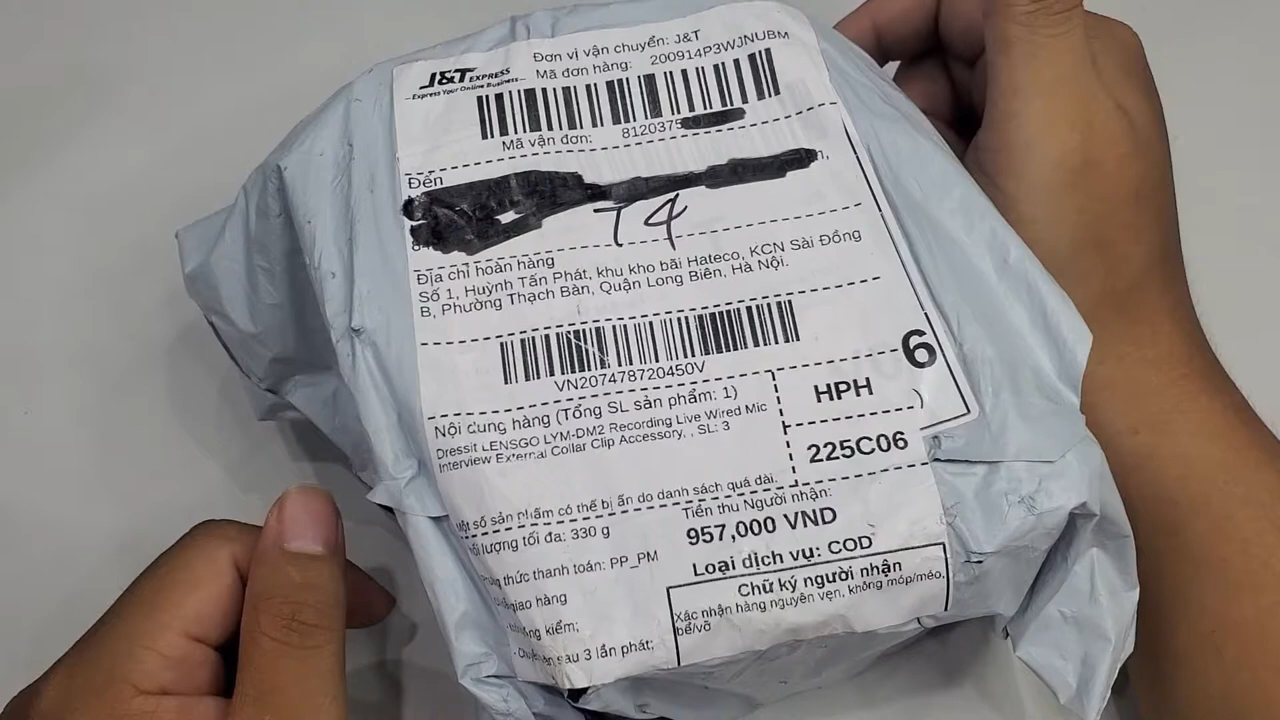 J&T EXPRESS
Express Your Online Business
Đơn vị vận chuyển: J&T
Mã đơn hàng: 200914P3WJNUBM
Mã vận đơn: 8120375
Đến
T4
Địa chỉ hoàn hàng
Số 1, Huỳnh Tấn Phát, khu kho bãi Hateco, KCN Sài Đồng
B, Phường Thạch Bàn, Quận Long Biên, Hà Nội.
VN207478720450V
6
HPH
225C06
Nội dung hàng (Tổng SL sản phẩm: 1)
Dressit LENSGO LYM-DM2 Recording Live Wired Mic
Interview External Collar Clip Accessory, , SL: 3
một số sản phẩm có thể bị ẩn do danh sách quá dài.
lượng tối đa: 330 g
thức thanh toán: PP_PM
giao hàng
kiểm;
sau 3 lần phát;
Tiền thu Người nhận:
957,000 VND
Loại dịch vụ: COD
Chữ ký người nhận
Xác nhận hàng nguyên vẹn, không móp/méo,
bể/vỡ